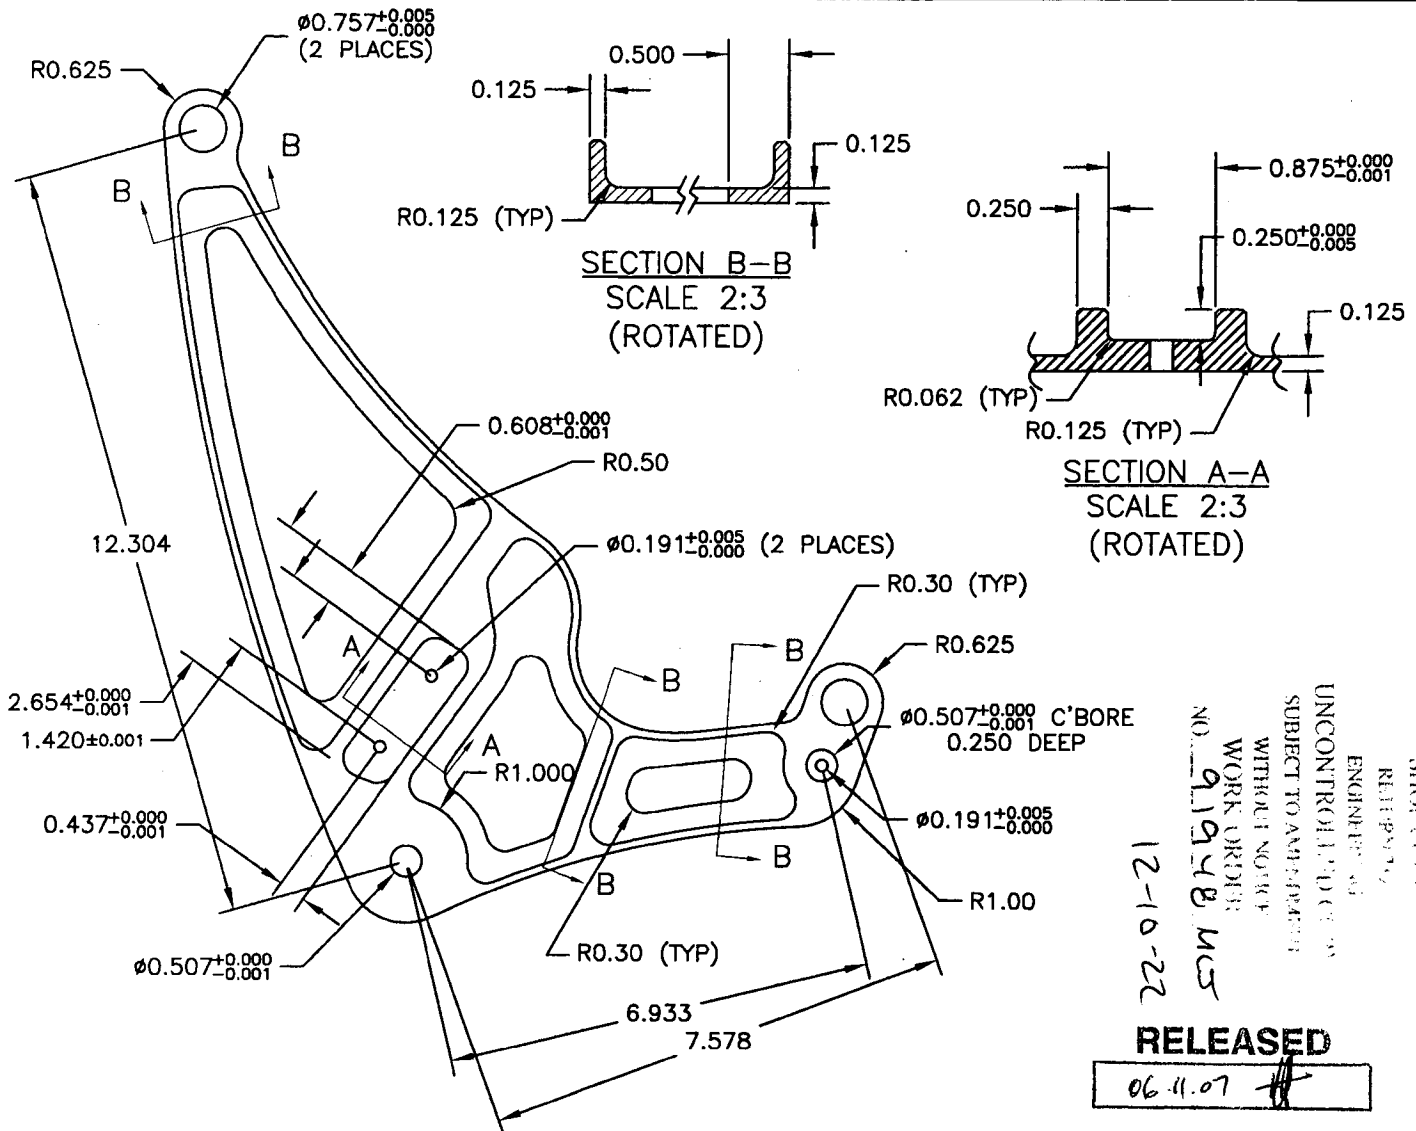 ø0.757+0.005 -0.000
(2 PLACES)
R0.625
B
B
12.304
0.500
0.125
0.125
R0.125 (TYP)
SECTION B-B
SCALE 2:3
(ROTATED)
0.875+0.000 -0.001
0.250
0.250+0.000 -0.005
0.125
R0.062 (TYP)
R0.125 (TYP)
SECTION A-A
SCALE 2:3
(ROTATED)
0.608+0.000 -0.001
R0.50
ø0.191+0.005 -0.000 (2 PLACES)
R0.30 (TYP)
R0.625
A
A
B
B
B
B
2.654+0.000 -0.001
1.420±0.001
R1.000
ø0.507+0.000 -0.001 C'BORE
0.250 DEEP
0.437+0.000 -0.001
ø0.191+0.005 -0.000
R1.00
ø0.507+0.000 -0.001
R0.30 (TYP)
6.933
7.578
ENGINEERING
UNCONTROLLED
SUBJECT TO AMENDMENT
WITHOUT NOTICE
WORK ORDER
NO. 91948
12-10-22
RELEASED
06.11.07